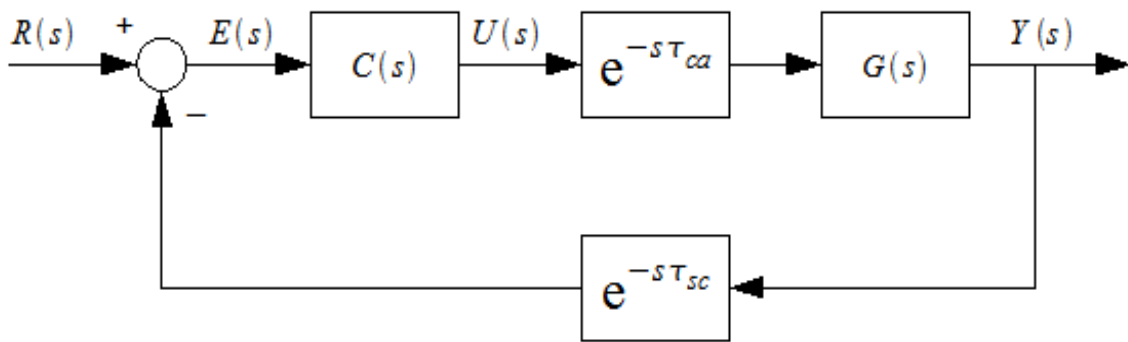 R(s)
+
E(s)
C(s)
U(s)
e^{-sτ_{ca}}
G(s)
Y(s)
−
e^{-sτ_{sc}}